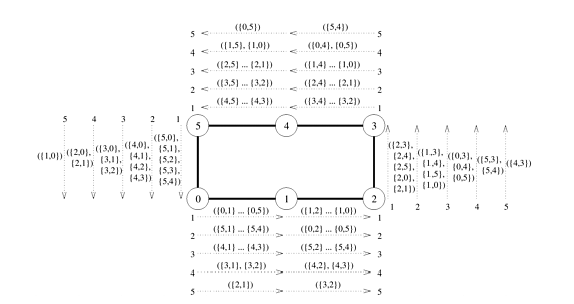 5 ({0,5}) ({5,4}) 5
4 ({1,5}, {1,0}) ({0,4}, {0,5}) 4
3 ({2,5} ... {2,1}) ({1,4} ... {1,0}) 3
2 ({3,5} ... {3,2}) ({2,4} ... {2,1}) 2
1 ({4,5} ... {4,3}) ({3,4} ... {3,2}) 1
5 4 3 2 1
5 4 3
({1,0})
({2,0},
{2,1})
({3,0},
{3,1},
{3,2})
({4,0},
{4,1},
{4,2},
{4,3})
({5,0},
{5,1},
{5,2},
{5,3},
{5,4})
({2,3},
{2,4},
{2,5},
{2,0},
{2,1})
({1,3},
{1,4},
{1,5},
{1,0})
({0,3},
{0,4},
{0,5})
({5,3},
{5,4})
({4,3})
0 1 2
1 2 3 4 5
1 ({0,1} ... {0,5}) ({1,2} ... {1,0}) 1
2 ({5,1} ... {5,4}) ({0,2} ... {0,5}) 2
3 ({4,1} ... {4,3}) ({5,2} ... {5,4}) 3
4 ({3,1}, {3,2}) ({4,2}, {4,3}) 4
5 ({2,1}) ({3,2}) 5